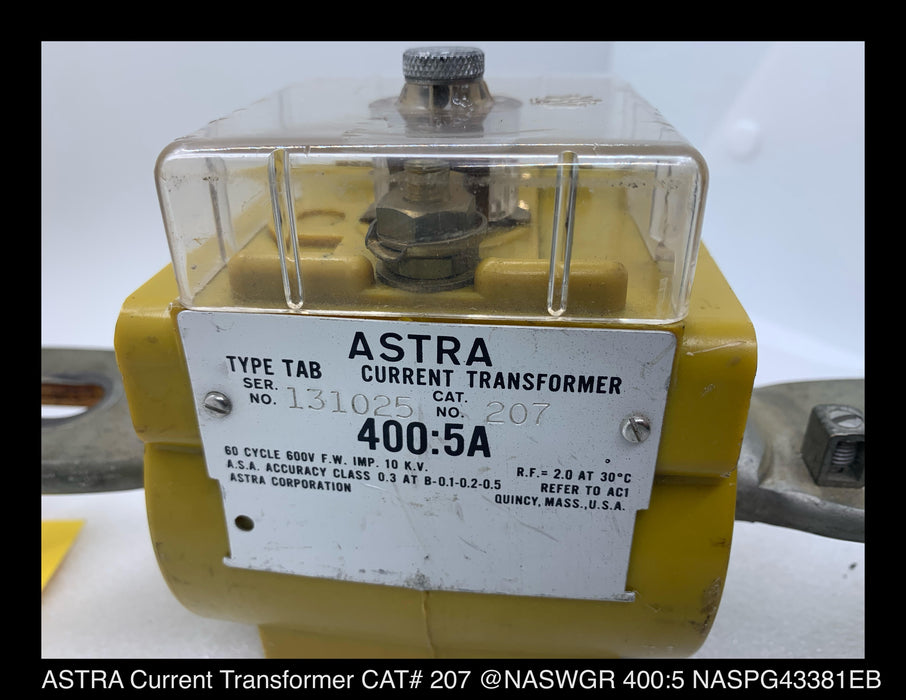 ASTRA
TYPE TAB CURRENT TRANSFORMER
SER. NO. 131025 CAT. NO. 207
400:5A
60 CYCLE 600V F.W. IMP. 10 K.V.
A.S.A. ACCURACY CLASS 0.3 AT B-0.1-0.2-0.5
ASTRA CORPORATION
R.F.= 2.0 AT 30°C
REFER TO AC1
QUINCY, MASS., U.S.A.
ASTRA Current Transformer CAT# 207 @NASWGR 400:5 NASPG43381EB